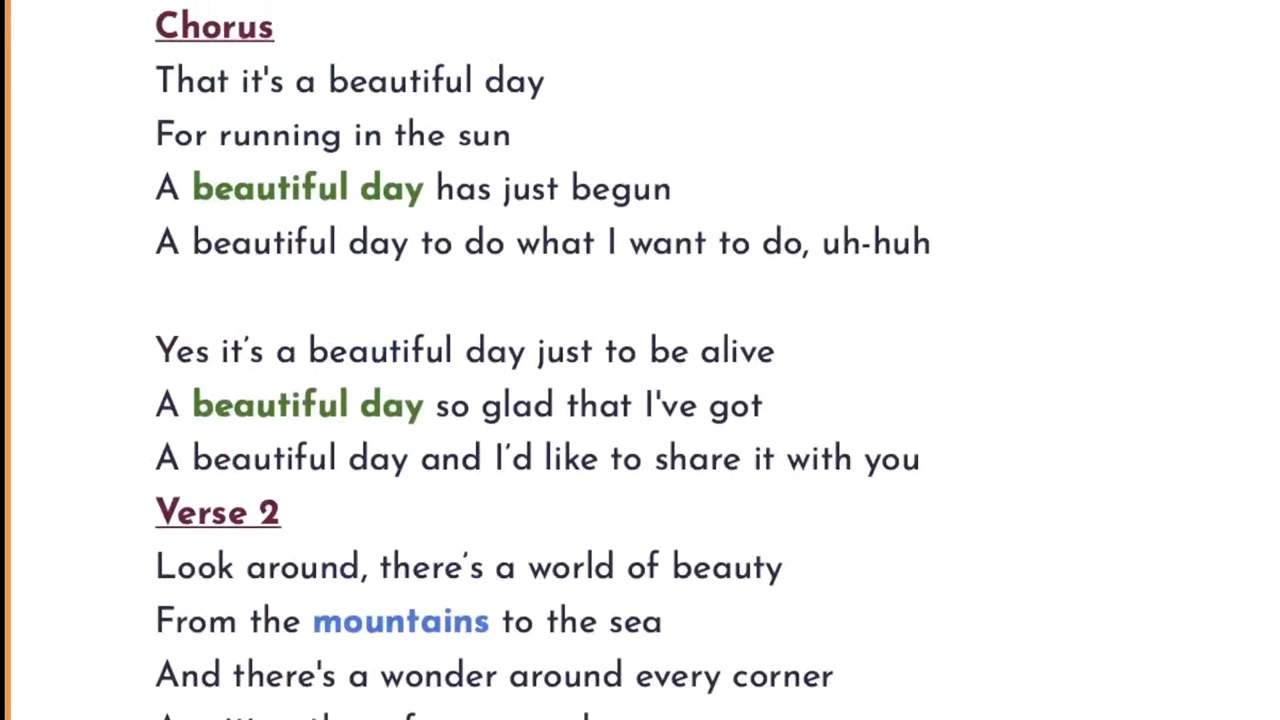 Chorus
That it's a beautiful day
For running in the sun
A beautiful day has just begun
A beautiful day to do what I want to do, uh-huh
Yes it’s a beautiful day just to be alive
A beautiful day so glad that I've got
A beautiful day and I’d like to share it with you
Verse 2
Look around, there’s a world of beauty
From the mountains to the sea
And there's a wonder around every corner